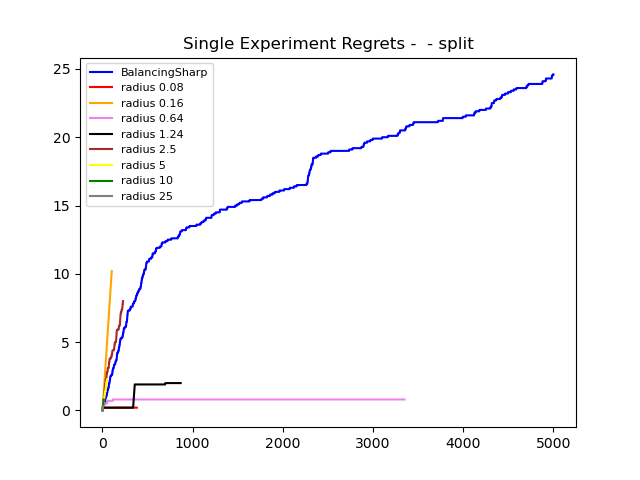 Single Experiment Regrets -  - split
25
20
15
10
5
0
BalancingSharp
radius 0.08
radius 0.16
radius 0.64
radius 1.24
radius 2.5
radius 5
radius 10
radius 25
0 1000 2000 3000 4000 5000